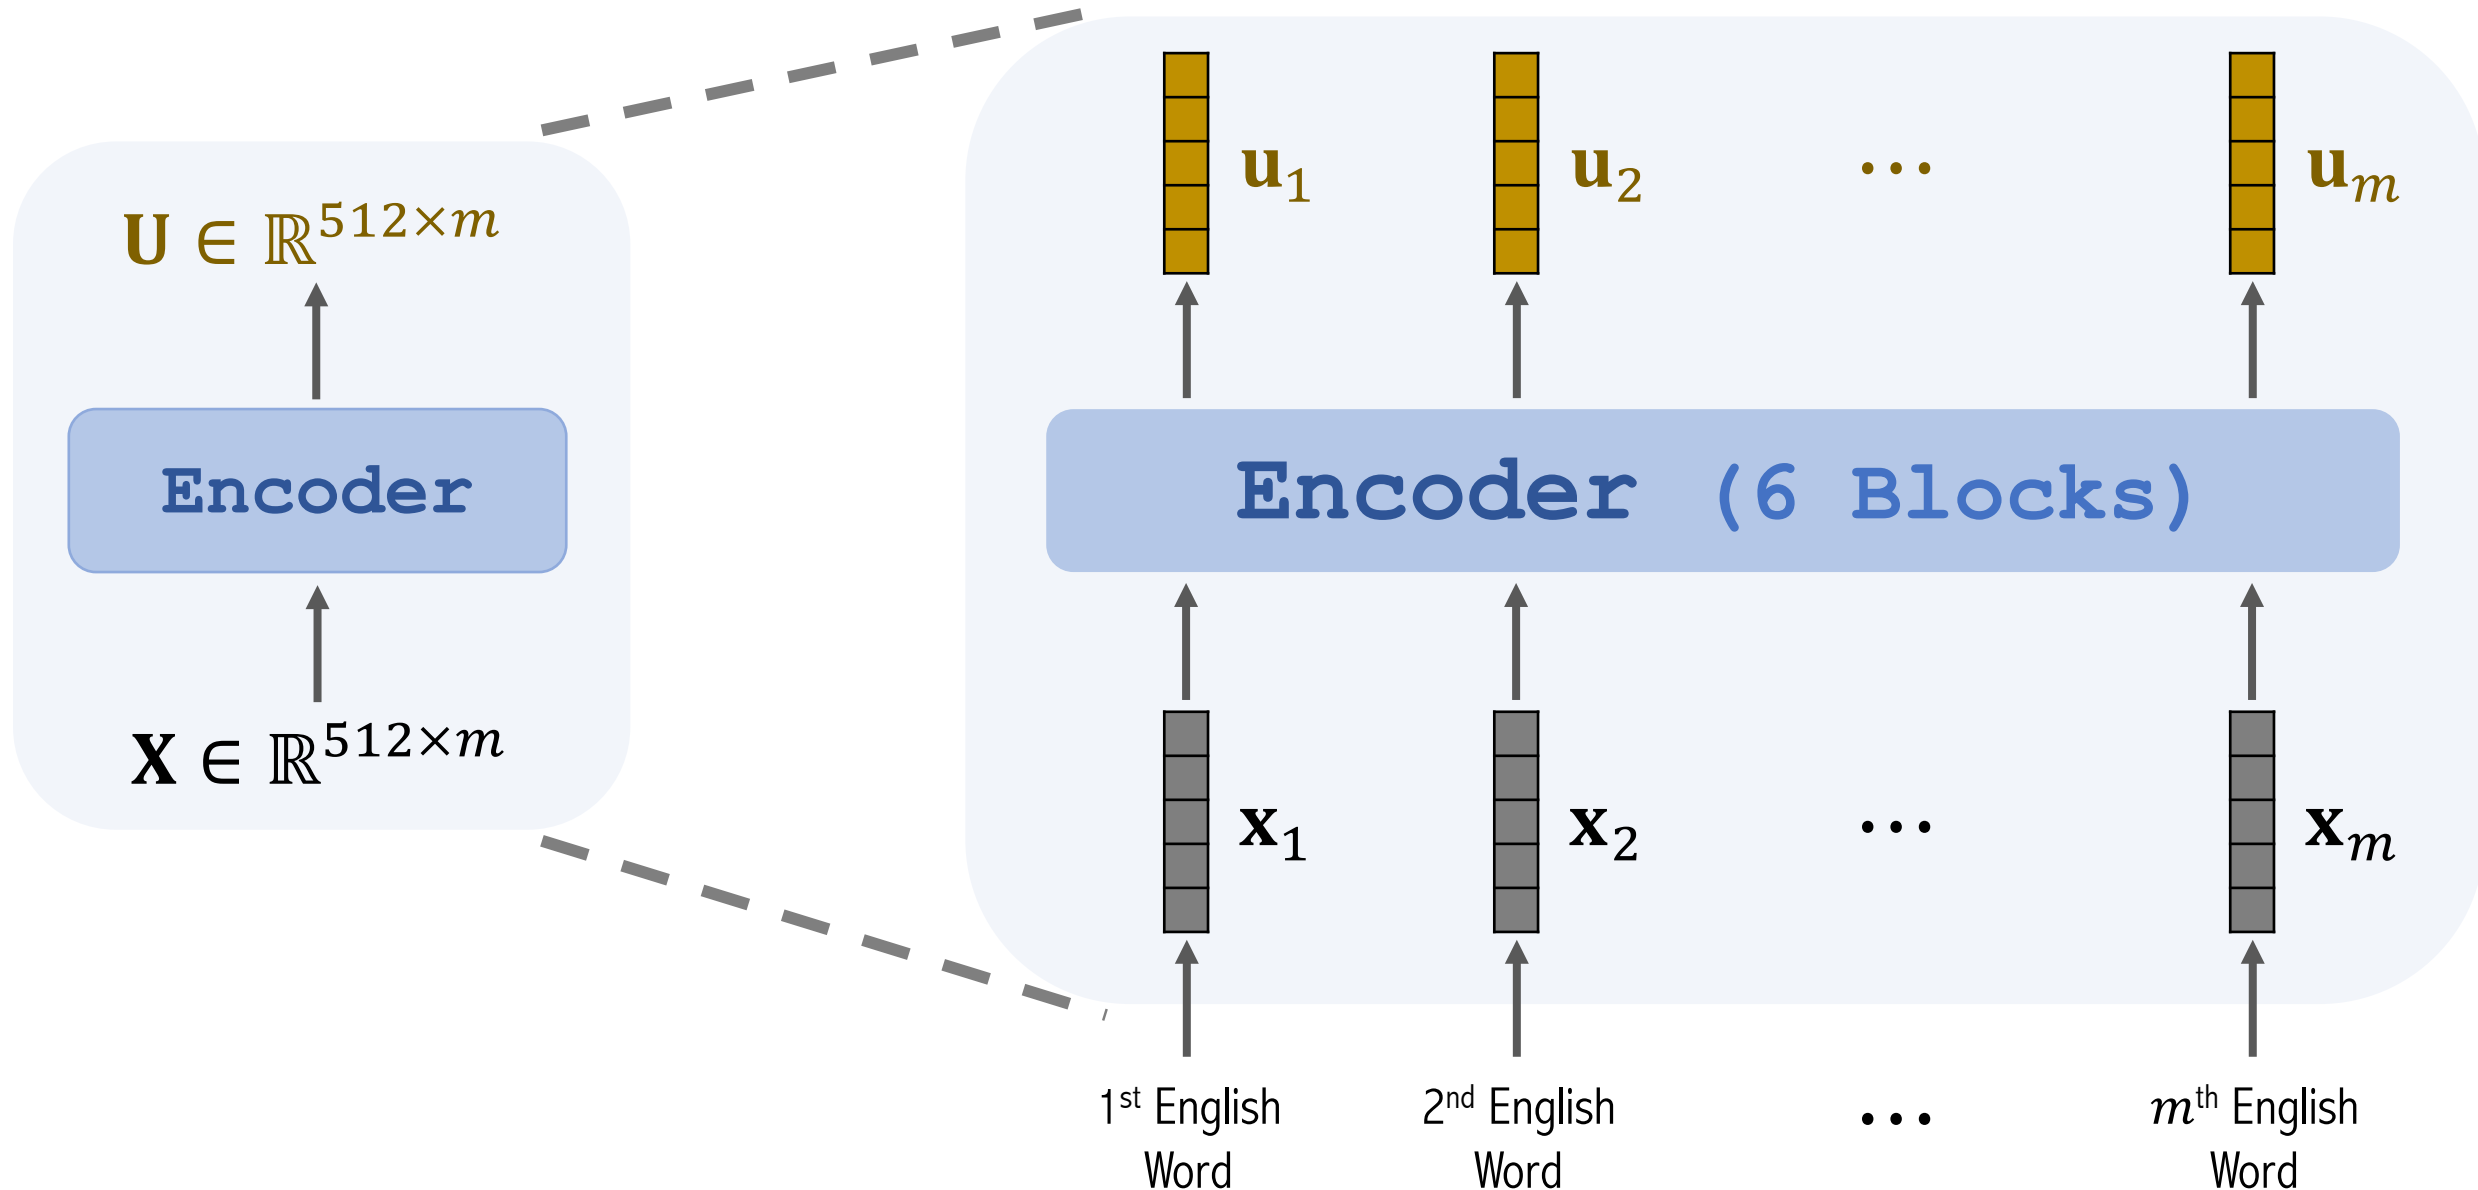 U ∈ ℝ^{512×m}
Encoder
X ∈ ℝ^{512×m}
u₁ u₂ ⋯ u_m
Encoder (6 Blocks)
x₁ x₂ ⋯ x_m
1st English Word
2nd English Word
⋯
mth English Word